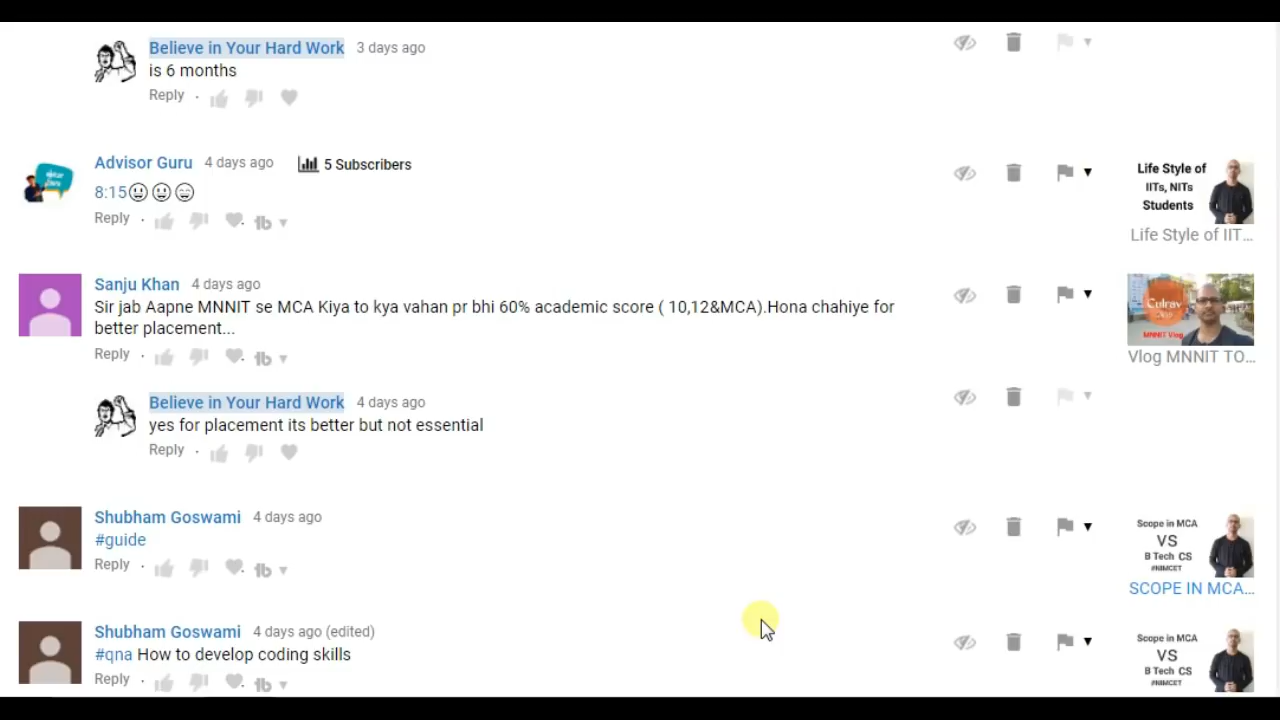 Believe in Your Hard Work 3 days ago
is 6 months
Reply
Advisor Guru 4 days ago 5 Subscribers
8:15
Reply
Life Style of
IITs, NITs
Students
Life Style of IIT...
Sanju Khan 4 days ago
Sir jab Aapne MNNIT se MCA Kiya to kya vahan pr bhi 60% academic score ( 10,12&MCA).Hona chahiye for
better placement...
Reply
Culrav
MNNIT Vlog
Vlog MNNIT TO...
Believe in Your Hard Work 4 days ago
yes for placement its better but not essential
Reply
Shubham Goswami 4 days ago
#guide
Reply
Scope in MCA
VS
B Tech CS
#NIMCET
SCOPE IN MCA...
Shubham Goswami 4 days ago (edited)
#qna How to develop coding skills
Reply
Scope in MCA
VS
B Tech CS
#NIMCET